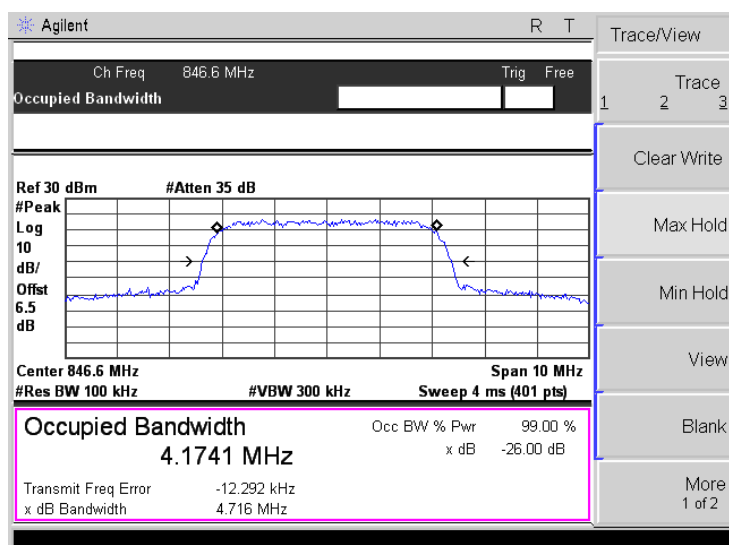 Agilent R T
Trace/View
Ch Freq 846.6 MHz Trig Free
Occupied Bandwidth
Trace
1 2 3
Clear Write
Ref 30 dBm #Atten 35 dB
#Peak
Log
10
dB/
Offst
6.5
dB
Max Hold
Min Hold
View
Center 846.6 MHz Span 10 MHz
#Res BW 100 kHz #VBW 300 kHz Sweep 4 ms (401 pts)
Occupied Bandwidth Occ BW % Pwr 99.00 %
4.1741 MHz x dB -26.00 dB
Blank
Transmit Freq Error -12.292 kHz
x dB Bandwidth 4.716 MHz
More
1 of 2